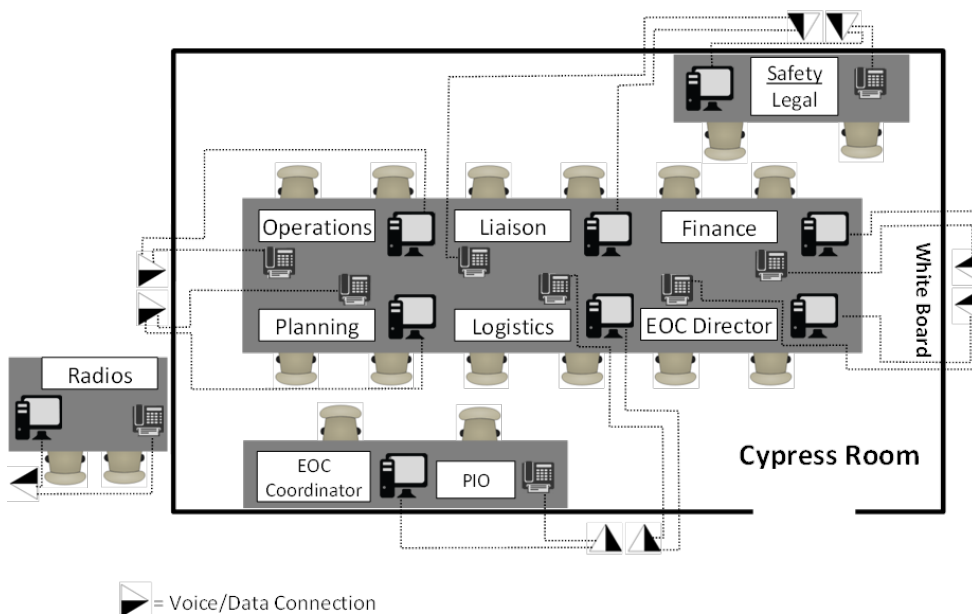 Safety
Legal
Operations
Liaison
Finance
White Board
Planning
Logistics
EOC Director
Radios
Cypress Room
EOC
Coordinator
PIO
= Voice/Data Connection